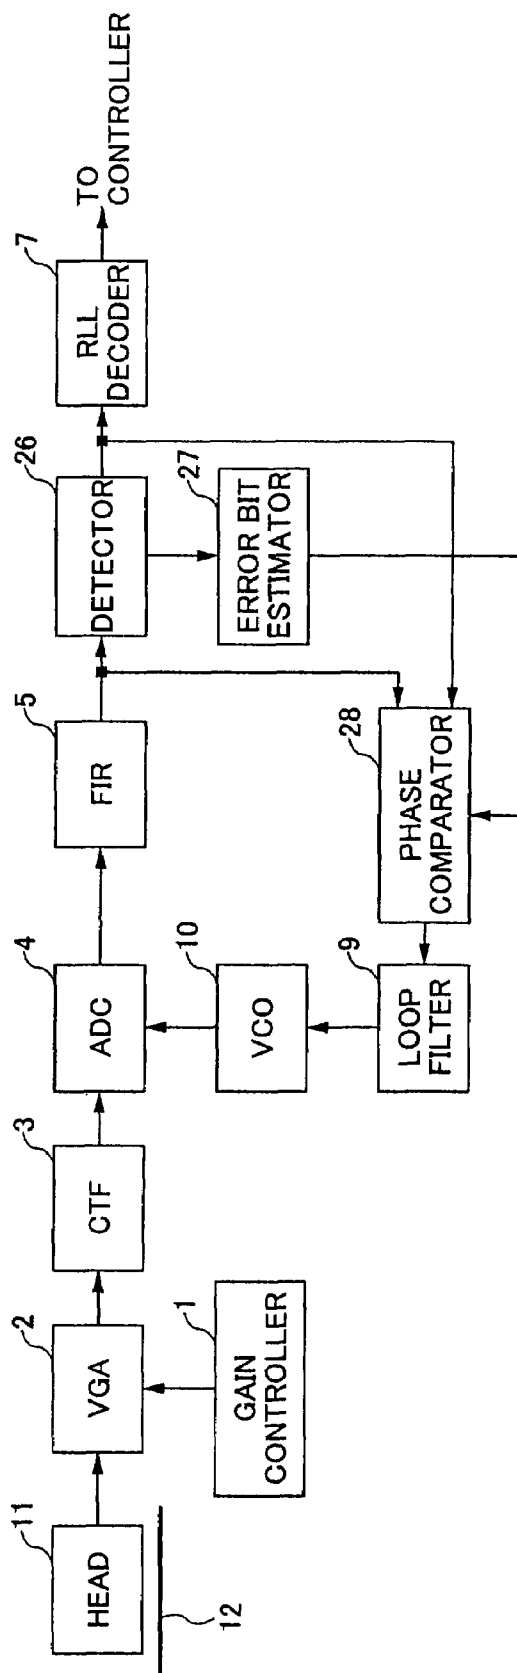 11
HEAD
12
2
VGA
1
GAIN
CONTROLLER
3
CTF
4
ADC
10
VCO
9
LOOP
FILTER
5
FIR
28
PHASE
COMPARATOR
26
DETECTOR
27
ERROR BIT
ESTIMATOR
7
RLL
DECODER
TO
CONTROLLER